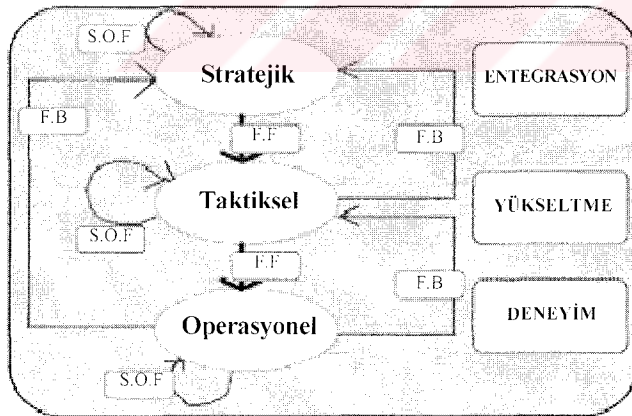 S.O.F
Stratejik
ENTEGRASYON
F.B
F.F
F.B
Taktiksel
YÜKSELTME
S.O.F
F.F
F.B
Operasyonel
DENEYİM
S.O.F